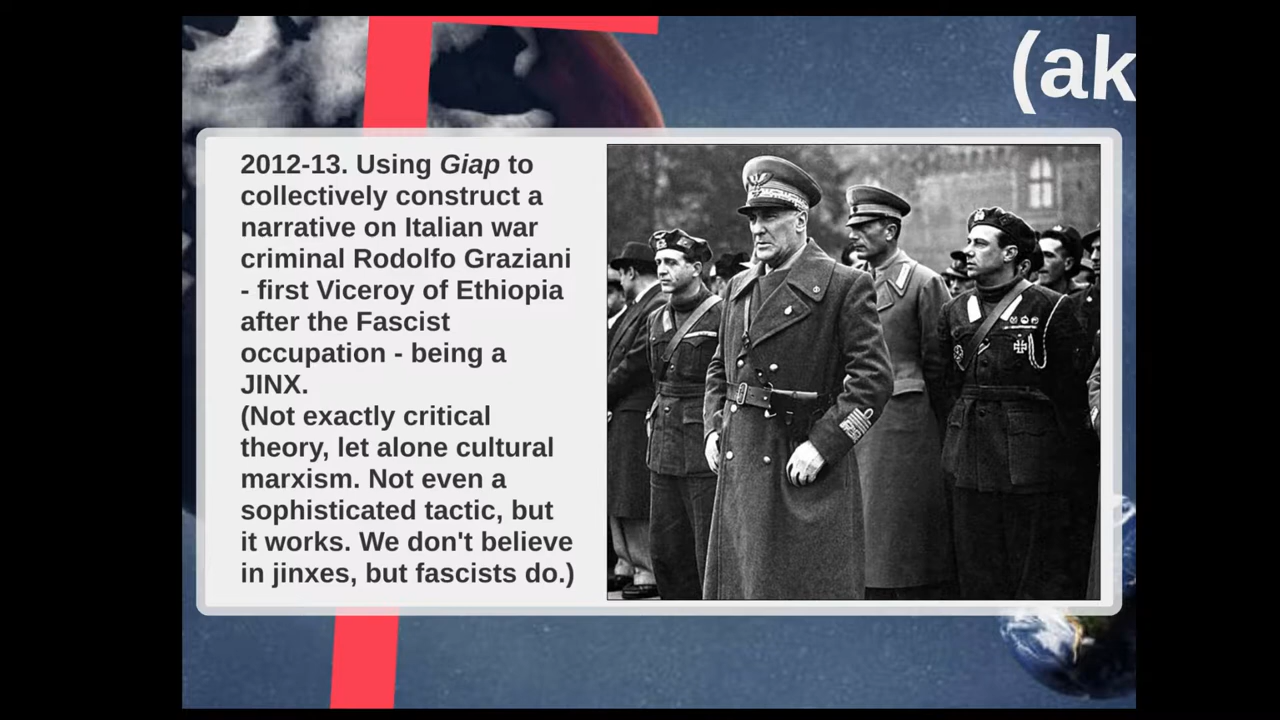 (ak
2012-13. Using Giap to
collectively construct a
narrative on Italian war
criminal Rodolfo Graziani
- first Viceroy of Ethiopia
after the Fascist
occupation - being a
JINX.
(Not exactly critical
theory, let alone cultural
marxism. Not even a
sophisticated tactic, but
it works. We don't believe
in jinxes, but fascists do.)